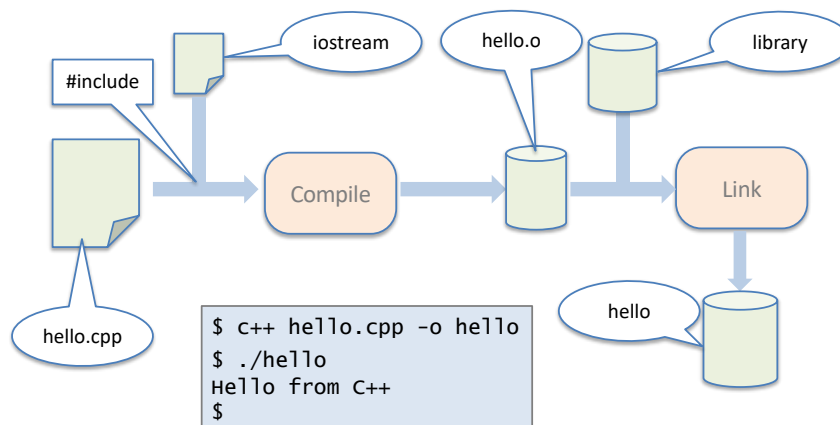 iostream
hello.o
library
#include
Compile
Link
hello.cpp
hello
$ c++ hello.cpp -o hello
$ ./hello
Hello from C++
$